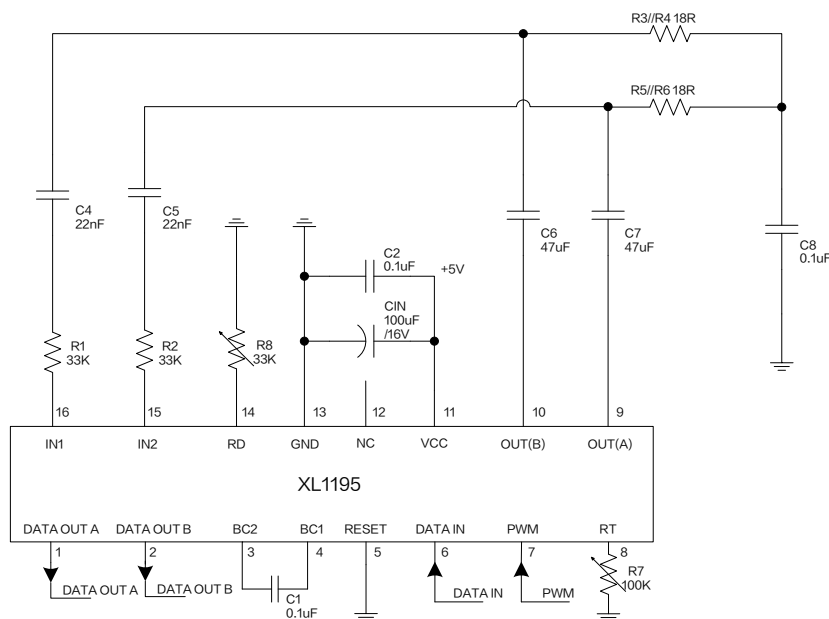 R3//R4 18R
R5//R6 18R
C4
22nF
C5
22nF
C6
47uF
C7
47uF
C8
0.1uF
C2
0.1uF
+5V
CIN
100uF
/16V
R1
33K
R2
33K
R8
33K
16 15 14 13 12 11 10 9
IN1 IN2 RD GND NC VCC OUT(B) OUT(A)
XL1195
DATA OUT A DATA OUT B BC2 BC1 RESET DATA IN PWM RT
1 2 3 4 5 6 7 8
R7
100K
DATA OUT A DATA OUT B DATA IN PWM
C1
0.1uF